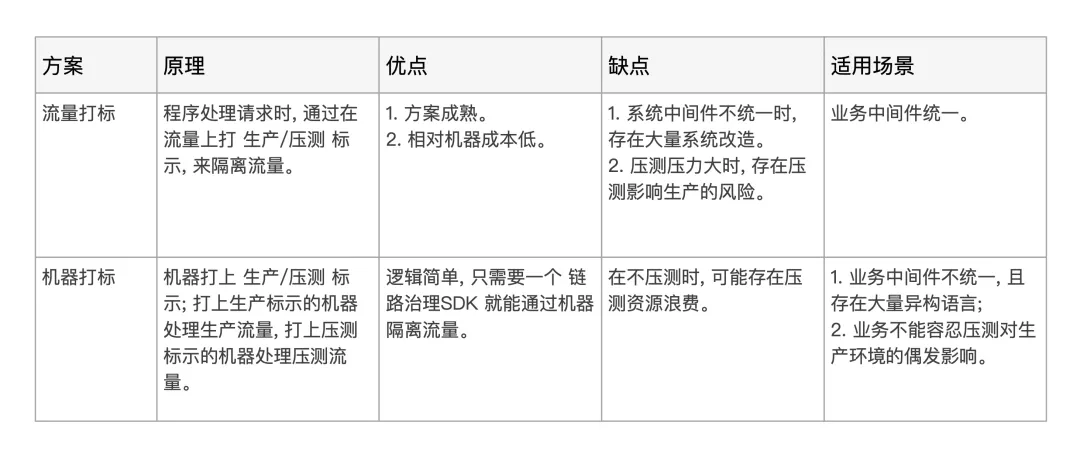 方案
原理
优点
缺点
适用场景
流量打标
程序处理请求时, 通过在
流量上打 生产/压测 标
示, 来隔离流量。
1. 方案成熟。
2. 相对机器成本低。
1. 系统中间件不统一时,
存在大量系统改造。
2. 压测压力大时, 存在压
测影响生产的风险。
业务中间件统一。
机器打标
机器打上 生产/压测 标
示; 打上生产标示的机器
处理生产流量, 打上压测
标示的机器处理压测流
量。
逻辑简单, 只需要一个 链
路治理SDK 就能通过机器
隔离流量。
在不压测时, 可能存在压
测资源浪费。
1. 业务中间件不统一, 且
存在大量异构语言;
2. 业务不能容忍压测对生
产环境的偶发影响。